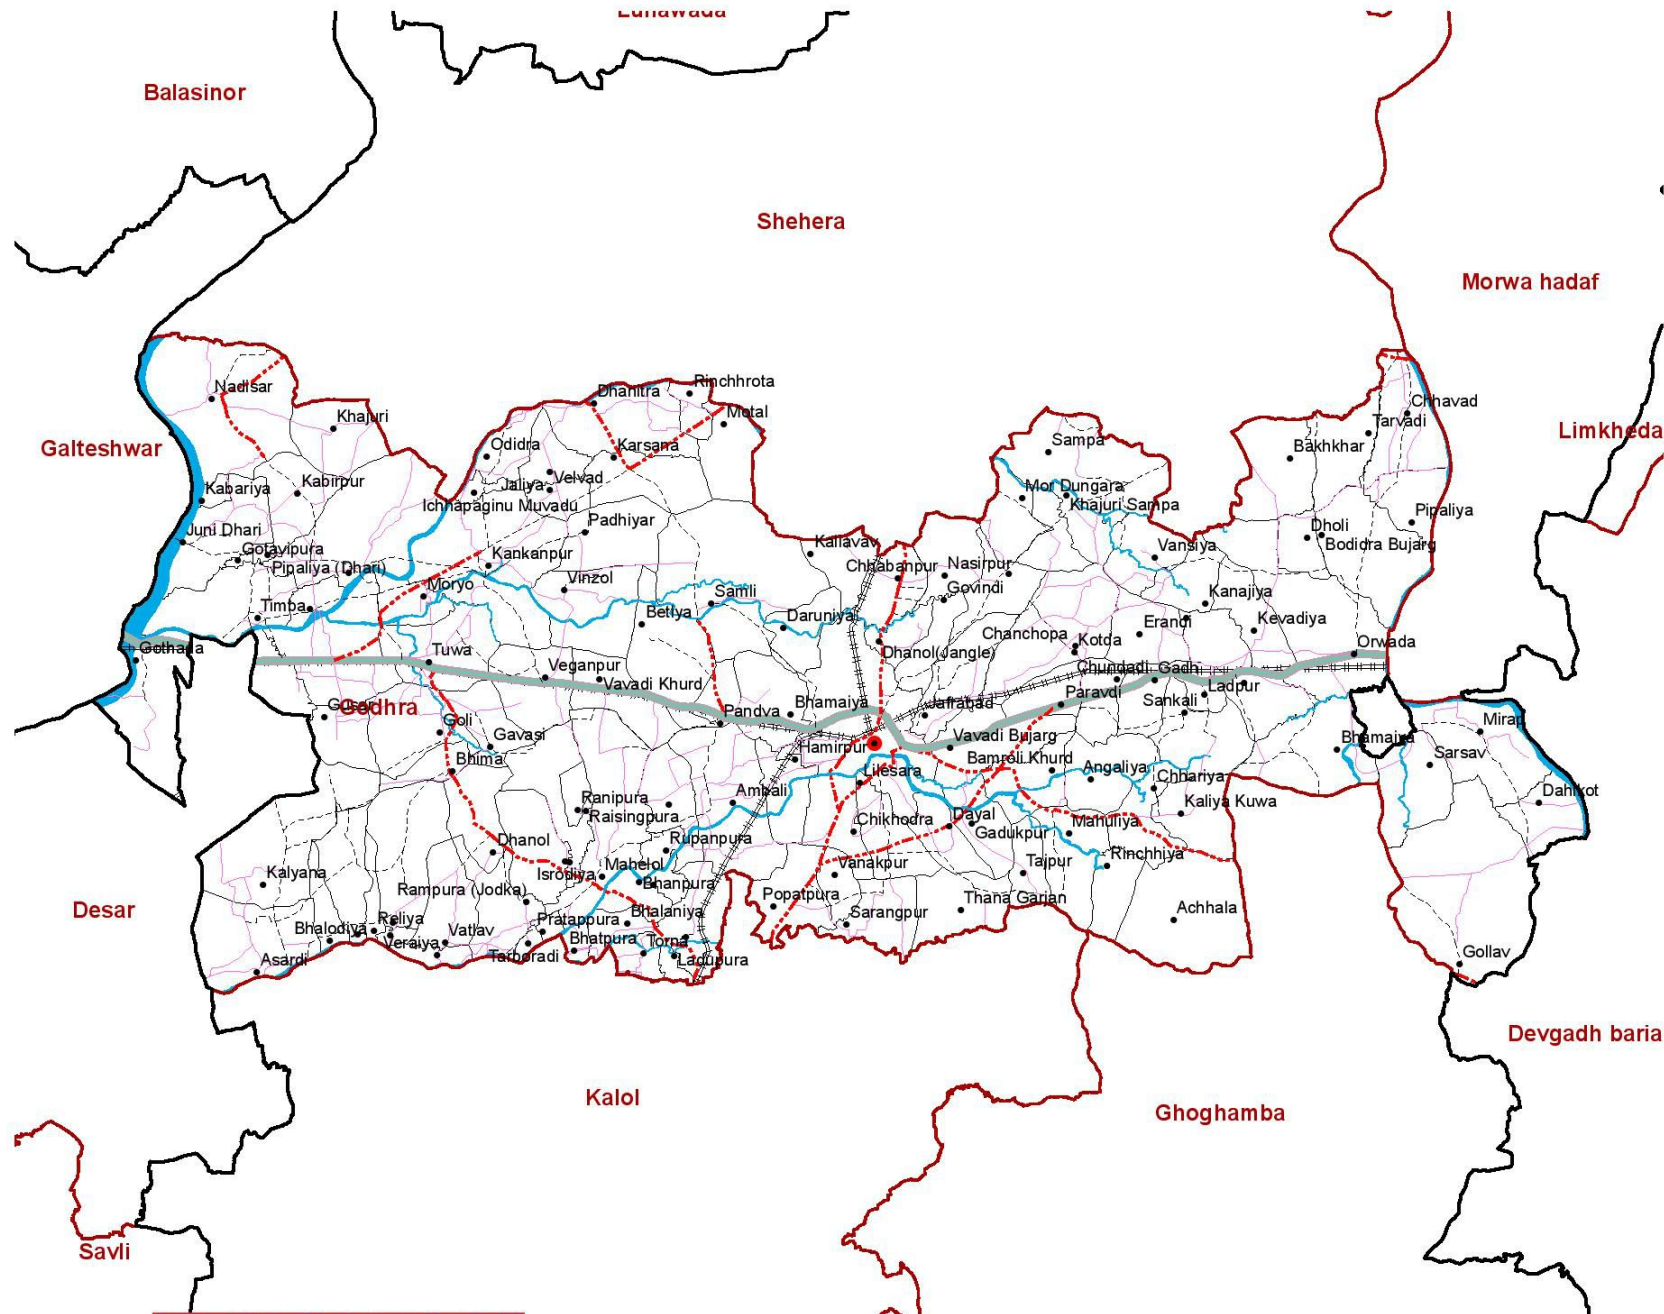 Lunawada
Balasinor
Shehera
Morwa hadaf
Galteshwar
Limkheda
Nadisar
Khajuri
Dhanitra
Rinchhrota
Motal
Chhavad
Tarvadi
Sampa
Bakhkhar
Odidra
Karsana
Kabariya
Kabirpur
Jaliya
Velvad
Ichhapaginu Muvadu
Mor Dungara
Khajuri Sampa
Pipaliya
Juni Dhari
Padhiyar
Dholi
Bodidra Bujarg
Gotavipura
Pipaliya (Dhari)
Kankanpur
Kallavav
Chhabanpur
Nasirpur
Vansiya
Moryo
Vinzol
Samli
Govindi
Kanajiya
Timba
Betiya
Daruniya
Erandi
Kevadiya
Chanchopa
Kotda
Orwada
Gothada
Tuwa
Dhanol(Jangle)
Veganpur
Vavadi Khurd
Chundadi
Gadh
Ladpur
Paravdi
Sankali
Godhra
Goli
Pandva
Bhamaiya
Jafrabad
Mirap
Gavasi
Hamirpur
Vavadi Bujarg
Bhamaiya
Sarsav
Bhima
Lilesara
Bamroli Khurd
Angaliya
Chhariya
Ranipura
Raisingpura
Ambali
Kaliya Kuwa
Dahikot
Chikhodra
Dayal
Gadukpur
Mahuliya
Dhanol
Rupanpura
Kalyana
Isrodiya
Mahelol
Vanakpur
Tajpur
Rinchhiya
Rampura (Jodka)
Bhanpura
Popatpura
Thana Garjan
Desar
Achhala
Bhalodiya
Reliya
Veraiya
Vatlav
Pratappura
Bhalaniya
Sarangpur
Tarboradi
Bhatpura
Torna
Ladupura
Asardi
Gollav
Devgadh baria
Kalol
Ghoghamba
Savli